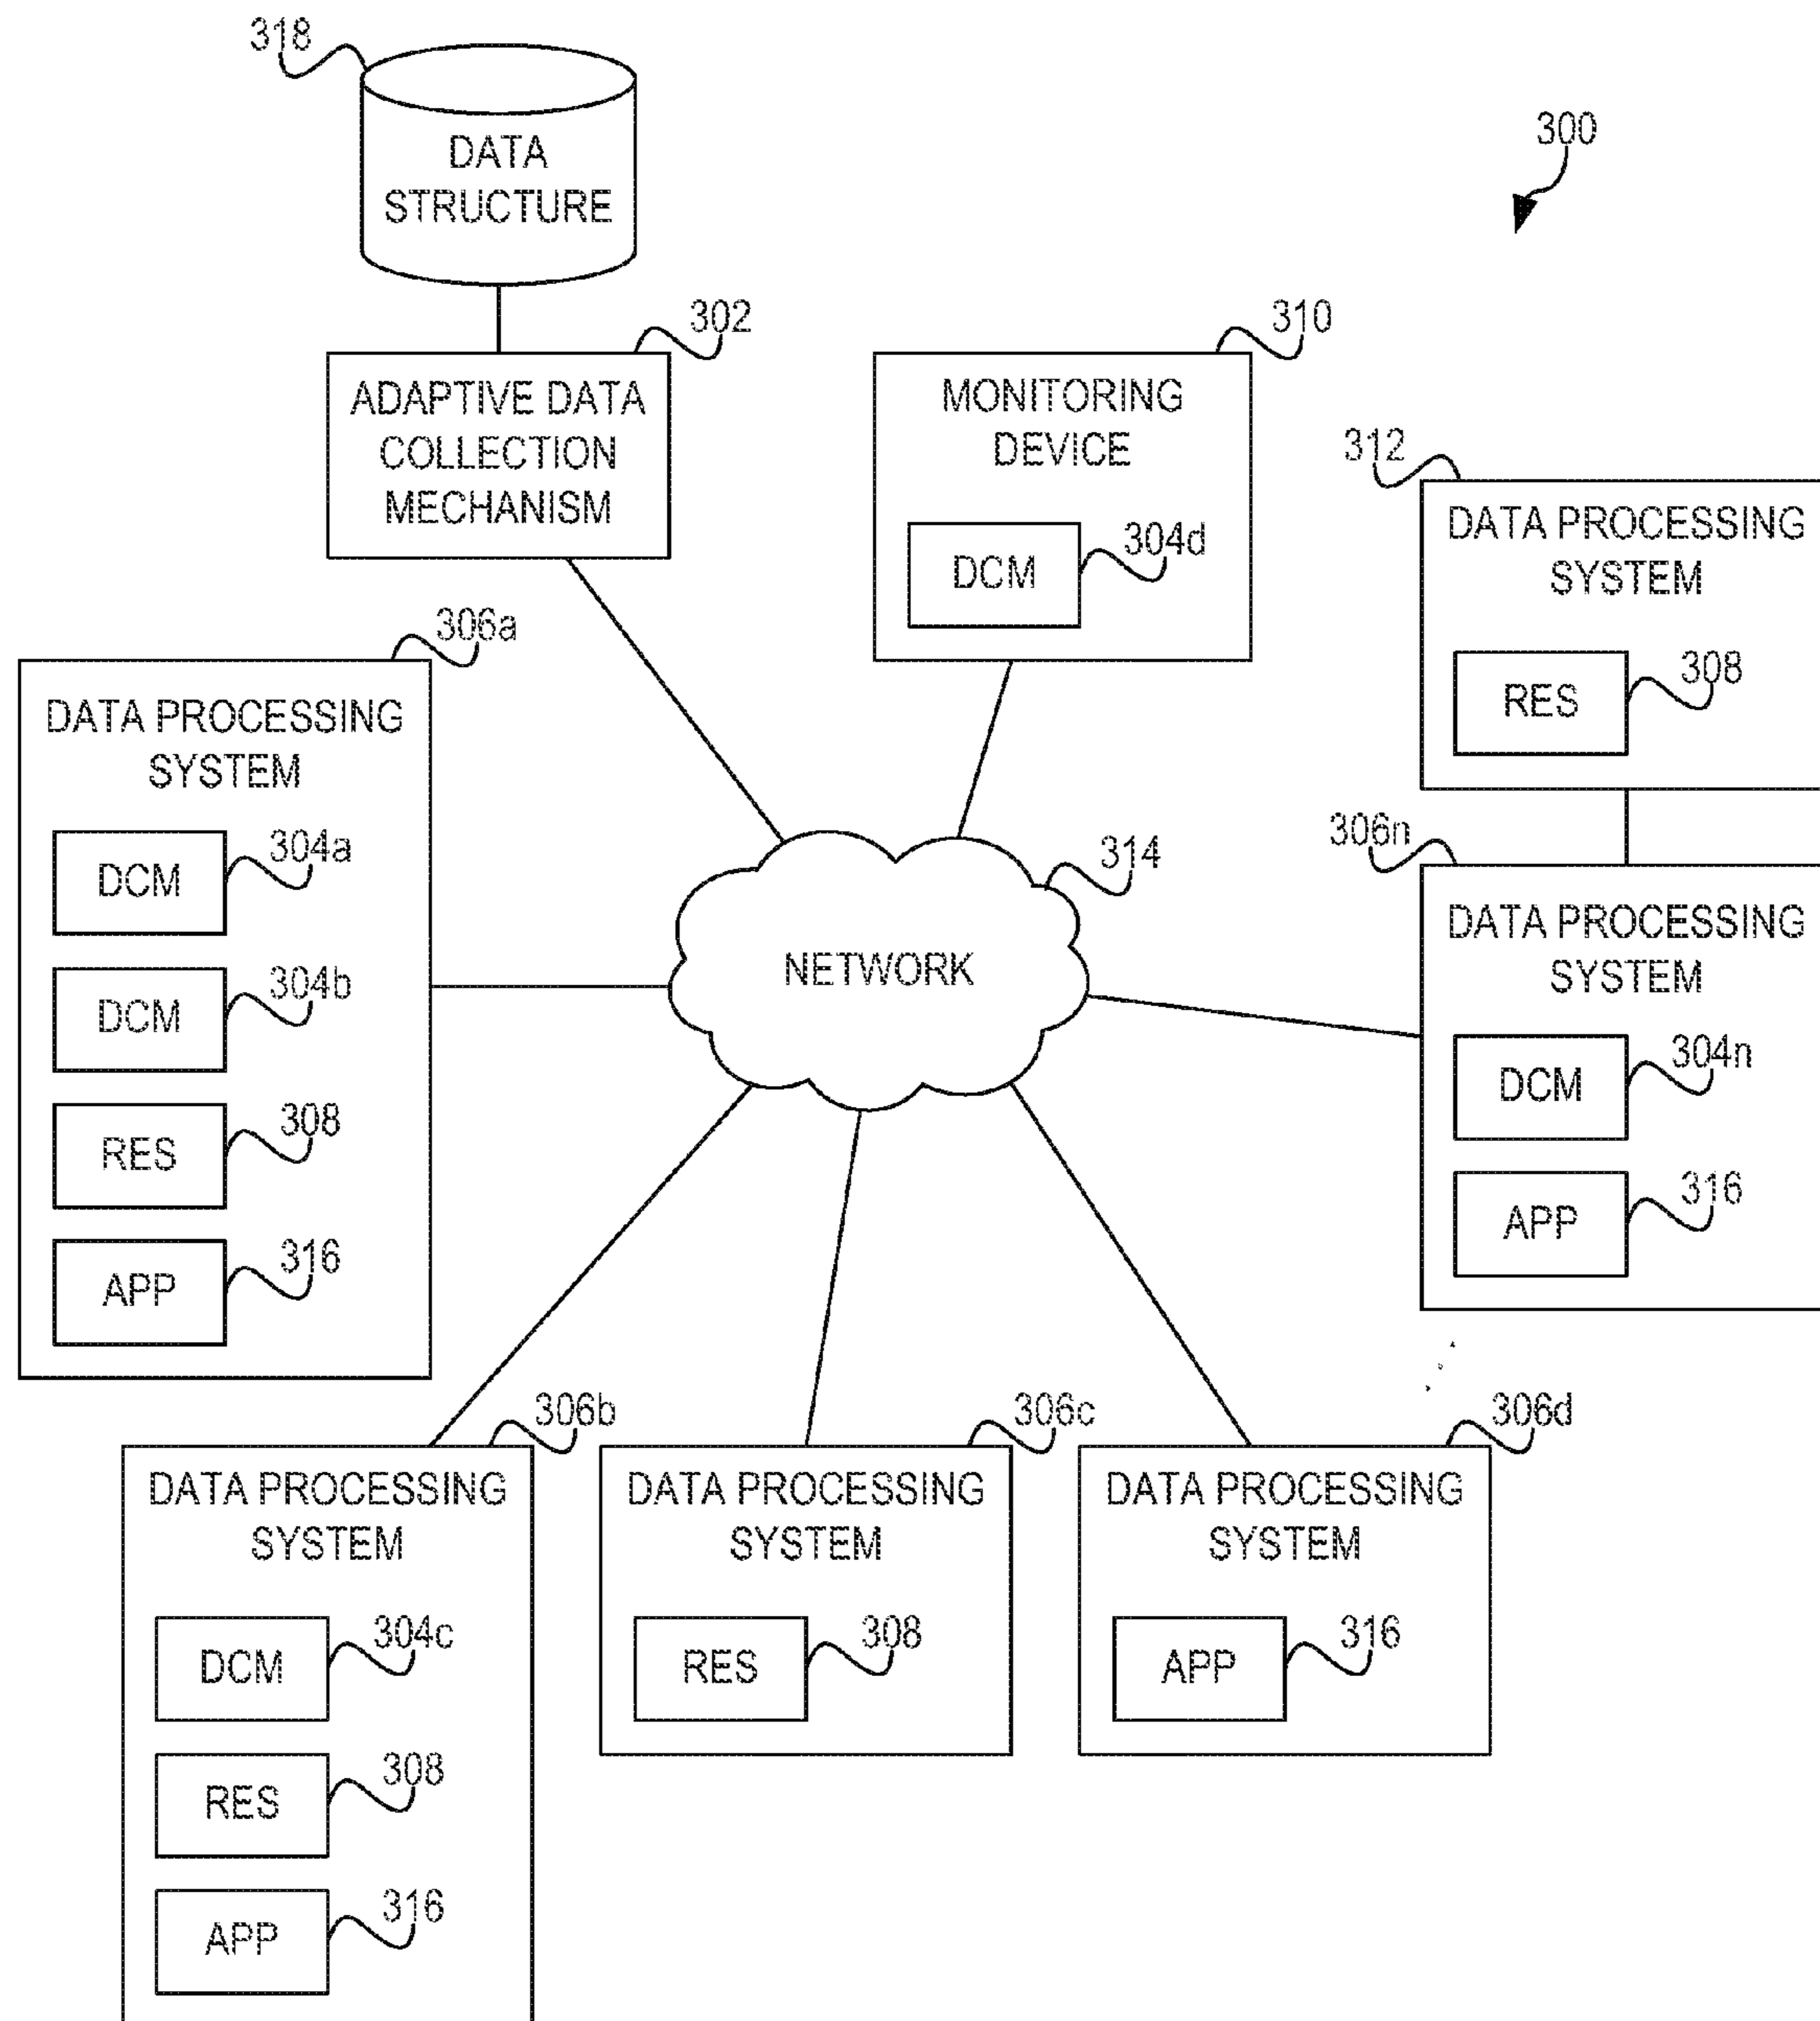 318
DATA
STRUCTURE
300
302
ADAPTIVE DATA
COLLECTION
MECHANISM
310
MONITORING
DEVICE
DCM
304d
312
DATA PROCESSING
SYSTEM
RES
308
306a
DATA PROCESSING
SYSTEM
DCM
304a
DCM
304b
RES
308
APP
316
314
NETWORK
306n
DATA PROCESSING
SYSTEM
DCM
304n
APP
316
306b
DATA PROCESSING
SYSTEM
DCM
304c
RES
308
APP
316
306c
DATA PROCESSING
SYSTEM
RES
308
306d
DATA PROCESSING
SYSTEM
APP
316